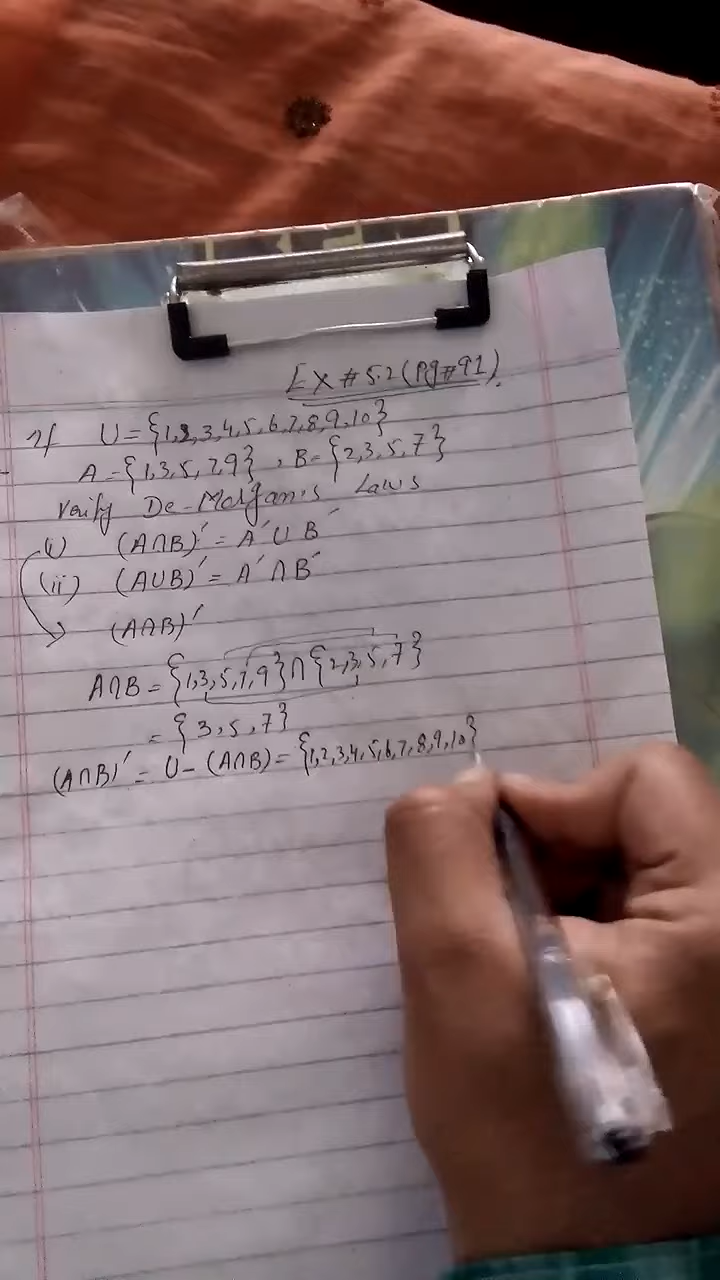 Ex # 5.2 (Pg # 91).
If U = {1,2,3,4,5,6,7,8,9,10}
A = {1,3,5,7,9} , B = {2,3,5,7}
Verify De-Morgan's Laws
(i) (A∩B)′ = A′ ∪ B′
(ii) (A∪B)′ = A′ ∩ B′
(A∩B)′
A∩B = {1,3,5,7,9} ∩ {2,3,5,7}
= {3,5,7}
(A∩B)′ = U - (A∩B) = {1,2,3,4,5,6,7,8,9,10}